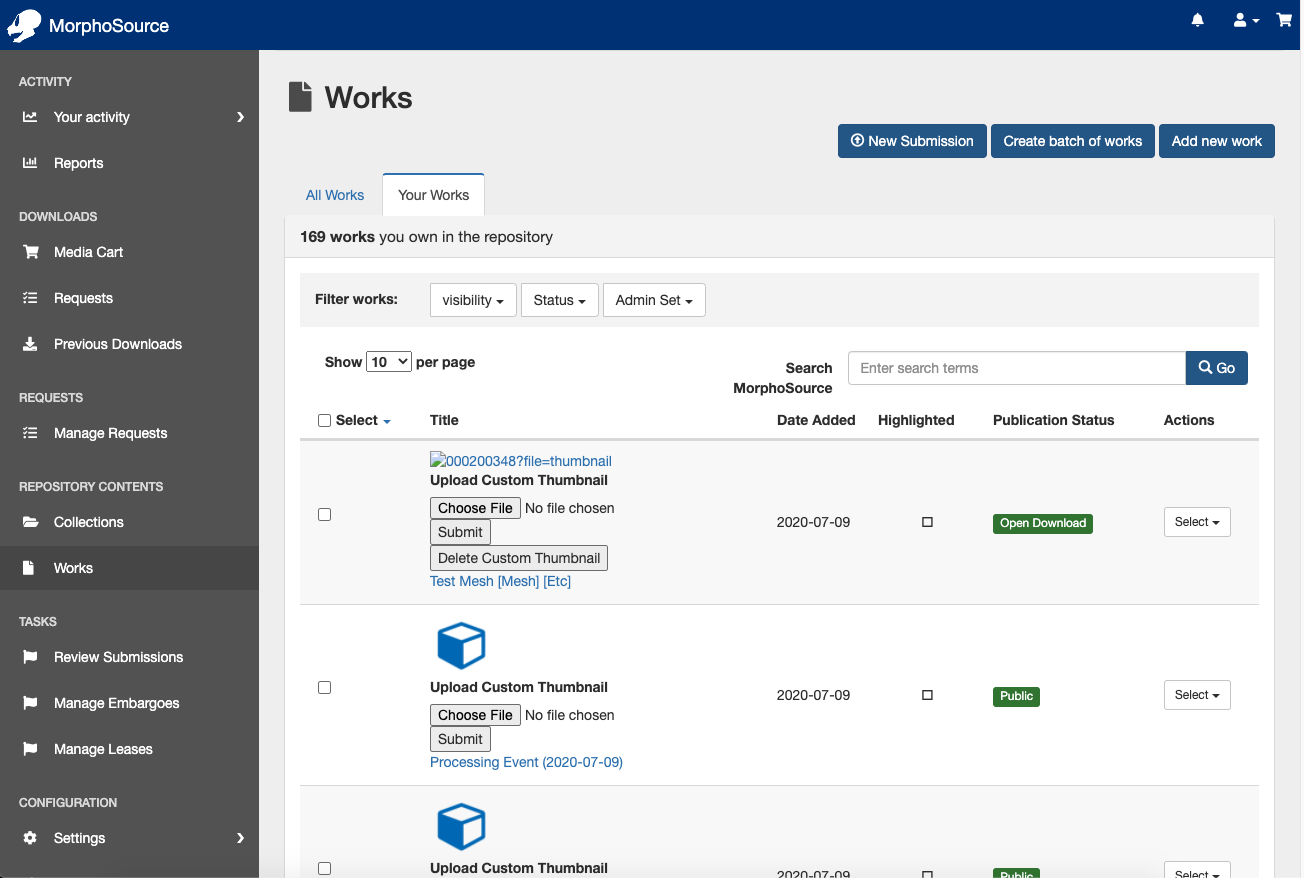 MorphoSource
ACTIVITY
Your activity
Reports
DOWNLOADS
Media Cart
Requests
Previous Downloads
REQUESTS
Manage Requests
REPOSITORY CONTENTS
Collections
Works
TASKS
Review Submissions
Manage Embargoes
Manage Leases
CONFIGURATION
Settings
Works
New Submission Create batch of works Add new work
All Works Your Works
169 works you own in the repository
Filter works: visibility Status Admin Set
Show 10 per page
Search
MorphoSource
Enter search terms Go
Select Title Date Added Highlighted Publication Status Actions
000200348?file=thumbnail
Upload Custom Thumbnail
Choose File No file chosen
Submit
Delete Custom Thumbnail
Test Mesh [Mesh] [Etc]
2020-07-09 Open Download Select
Upload Custom Thumbnail
Choose File No file chosen
Submit
Processing Event (2020-07-09)
2020-07-09 Public Select
Upload Custom Thumbnail
2020-07-09 Public Select